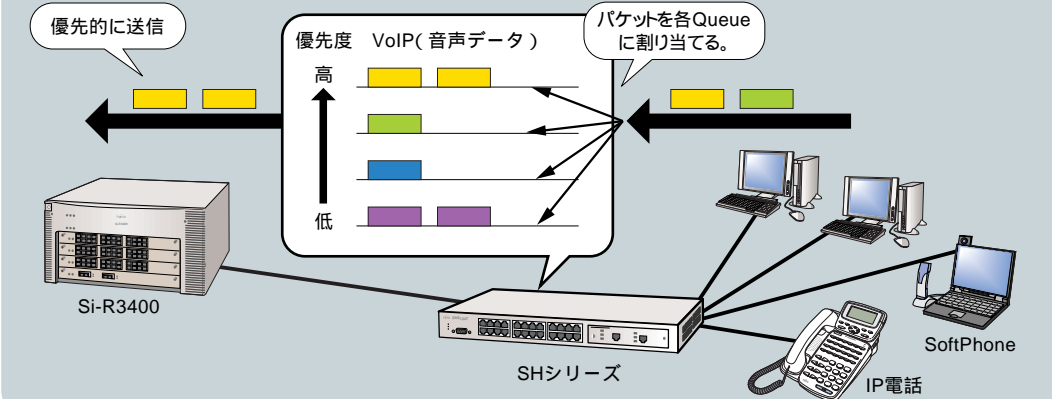 優先的に送信
優先度 VoIP(音声データ)
パケットを各Queue
に割り当てる。
高
低
Si-R3400
SHシリーズ
SoftPhone
IP電話